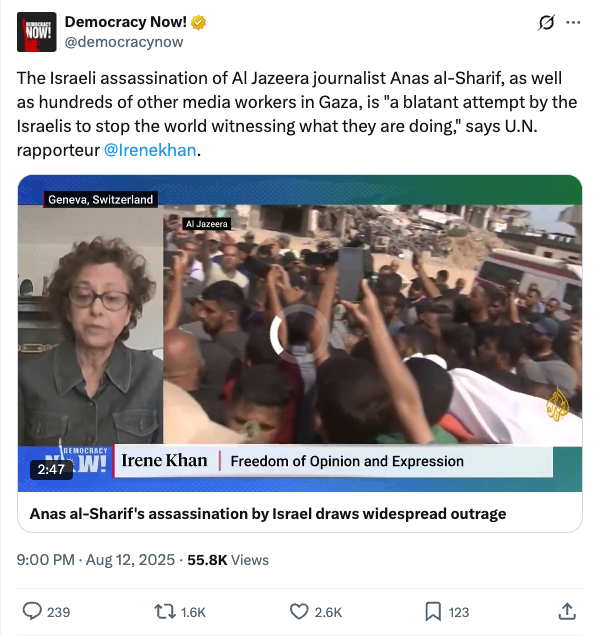 Democracy Now!
@democracynow
The Israeli assassination of Al Jazeera journalist Anas al-Sharif, as well
as hundreds of other media workers in Gaza, is "a blatant attempt by the
Israelis to stop the world witnessing what they are doing," says U.N.
rapporteur @Irenekhan.
Geneva, Switzerland
Al Jazeera
DEMOCRACY
NOW!
Irene Khan | Freedom of Opinion and Expression
2:47
Anas al-Sharif's assassination by Israel draws widespread outrage
9:00 PM · Aug 12, 2025 · 55.8K Views
239 1.6K 2.6K 123